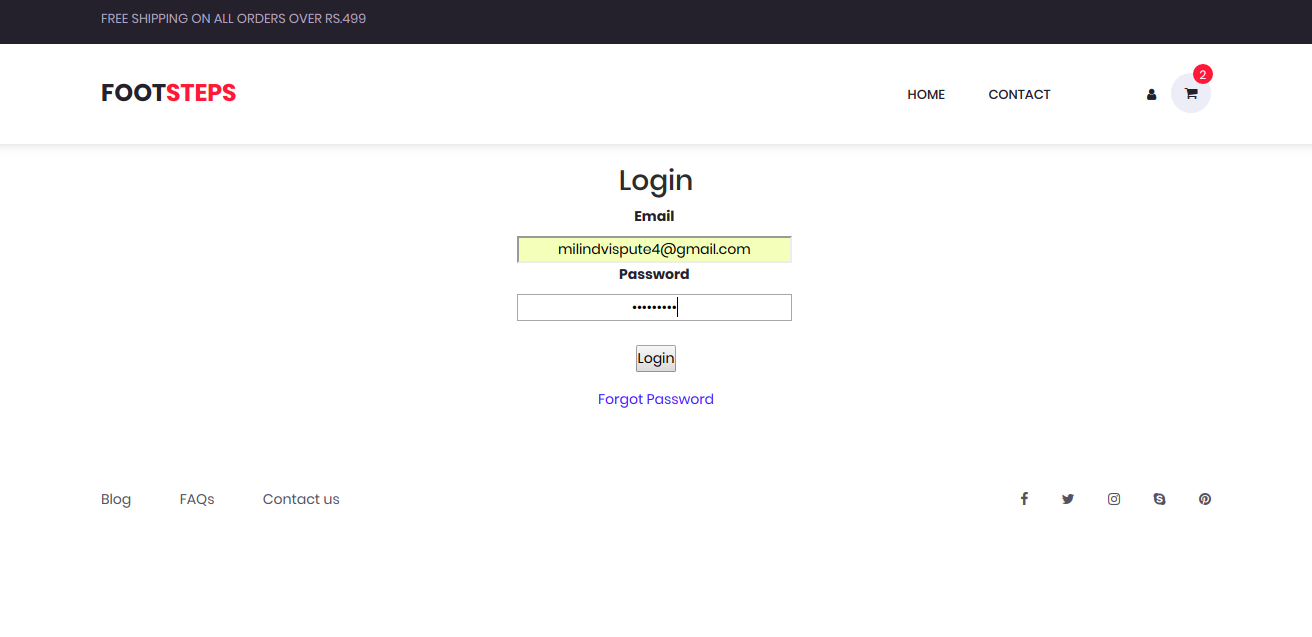 FREE SHIPPING ON ALL ORDERS OVER RS.499
FOOTSTEPS
HOME CONTACT 2
Login
Email
milindvispute4@gmail.com
Password
•••••••••
Login
Forgot Password
Blog FAQs Contact us